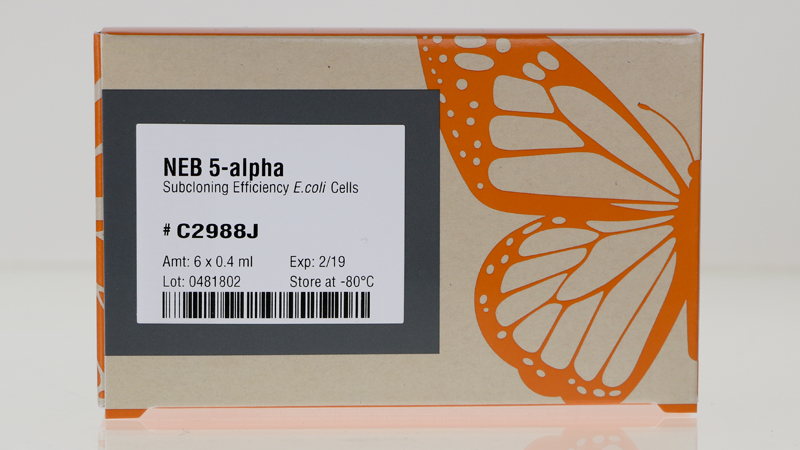 NEB 5-alpha
Subcloning Efficiency E.coli Cells
# C2988J
Amt: 6 x 0.4 ml Exp: 2/19
Lot: 0481802 Store at -80°C